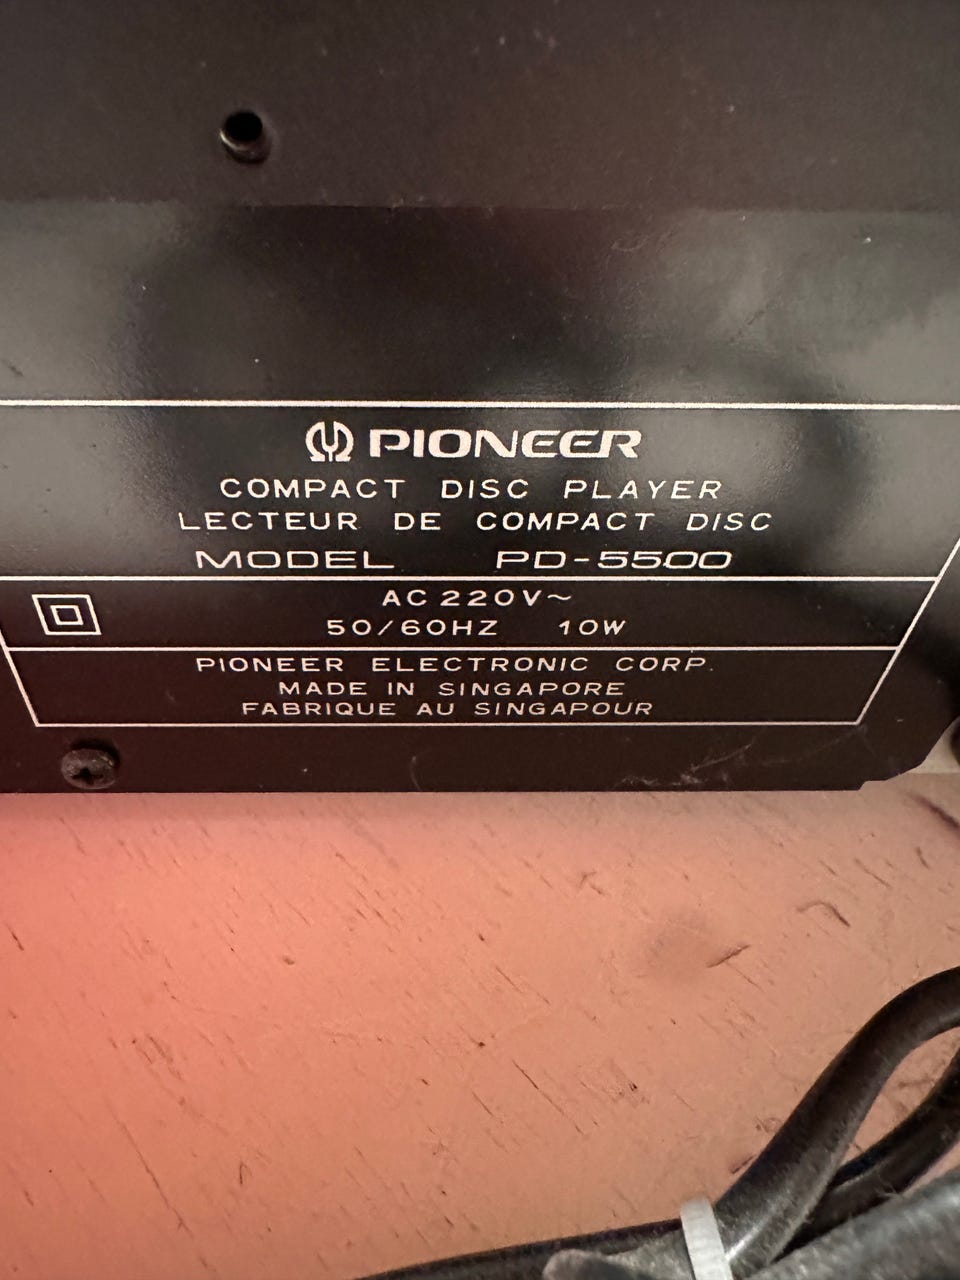 PIONEER
COMPACT DISC PLAYER
LECTEUR DE COMPACT DISC
MODEL PD-5500
AC 220V~
50/60HZ 10W
PIONEER ELECTRONIC CORP.
MADE IN SINGAPORE
FABRIQUE AU SINGAPOUR